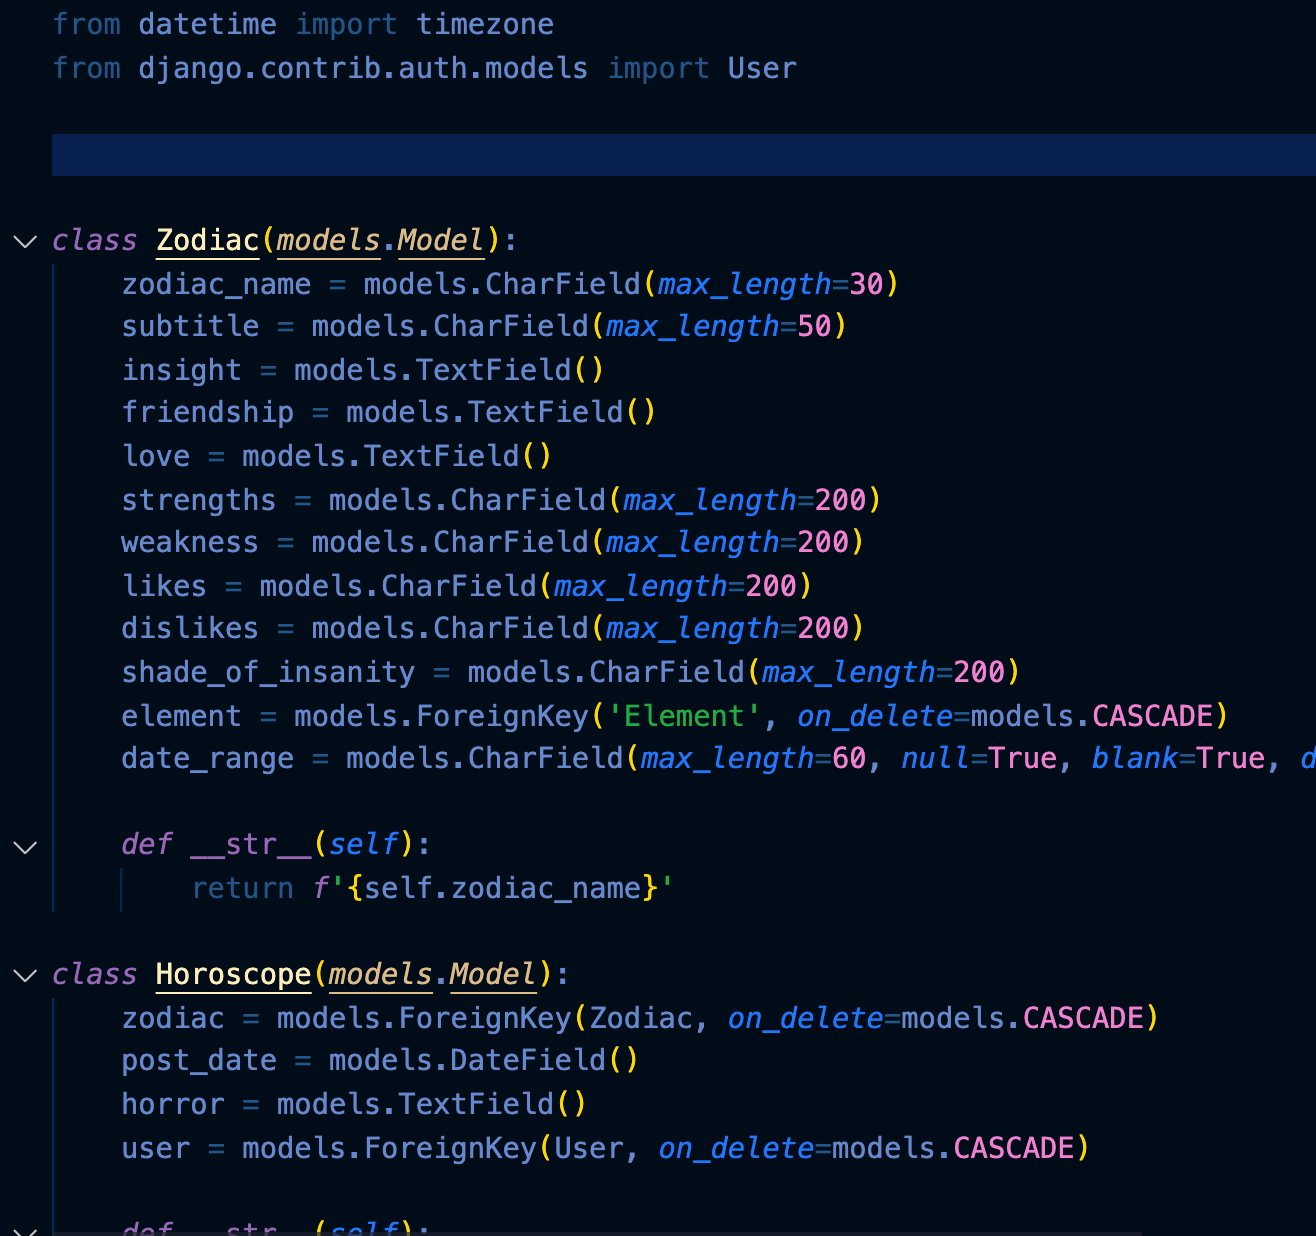 from datetime import timezone
from django.contrib.auth.models import User
class Zodiac(models.Model):
zodiac_name = models.CharField(max_length=30)
subtitle = models.CharField(max_length=50)
insight = models.TextField()
friendship = models.TextField()
love = models.TextField()
strengths = models.CharField(max_length=200)
weakness = models.CharField(max_length=200)
likes = models.CharField(max_length=200)
dislikes = models.CharField(max_length=200)
shade_of_insanity = models.CharField(max_length=200)
element = models.ForeignKey('Element', on_delete=models.CASCADE)
date_range = models.CharField(max_length=60, null=True, blank=True,
def __str__(self):
return f'{self.zodiac_name}'
class Horoscope(models.Model):
zodiac = models.ForeignKey(Zodiac, on_delete=models.CASCADE)
post_date = models.DateField()
horror = models.TextField()
user = models.ForeignKey(User, on_delete=models.CASCADE)
def __str__(self):